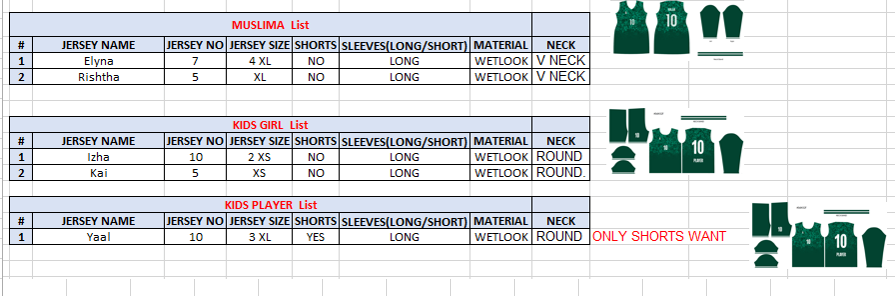 MUSLIMA List
# JERSEY NAME JERSEY NO JERSEY SIZE SHORTS SLEEVES(LONG/SHORT) MATERIAL NECK
1 Elyna 7 4 XL NO LONG WETLOOK V NECK
2 Rishtha 5 XL NO LONG WETLOOK V NECK
10 10
KIDS GIRL List
# JERSEY NAME JERSEY NO JERSEY SIZE SHORTS SLEEVES(LONG/SHORT) MATERIAL NECK
1 Izha 10 2 XS NO LONG WETLOOK ROUND
2 Kai 5 XS NO LONG WETLOOK ROUND.
10
PLAYER
KIDS PLAYER List
# JERSEY NAME JERSEY NO JERSEY SIZE SHORTS SLEEVES(LONG/SHORT) MATERIAL NECK
1 Yaal 10 3 XL YES LONG WETLOOK ROUND ONLY SHORTS WANT
10 10
PLAYER